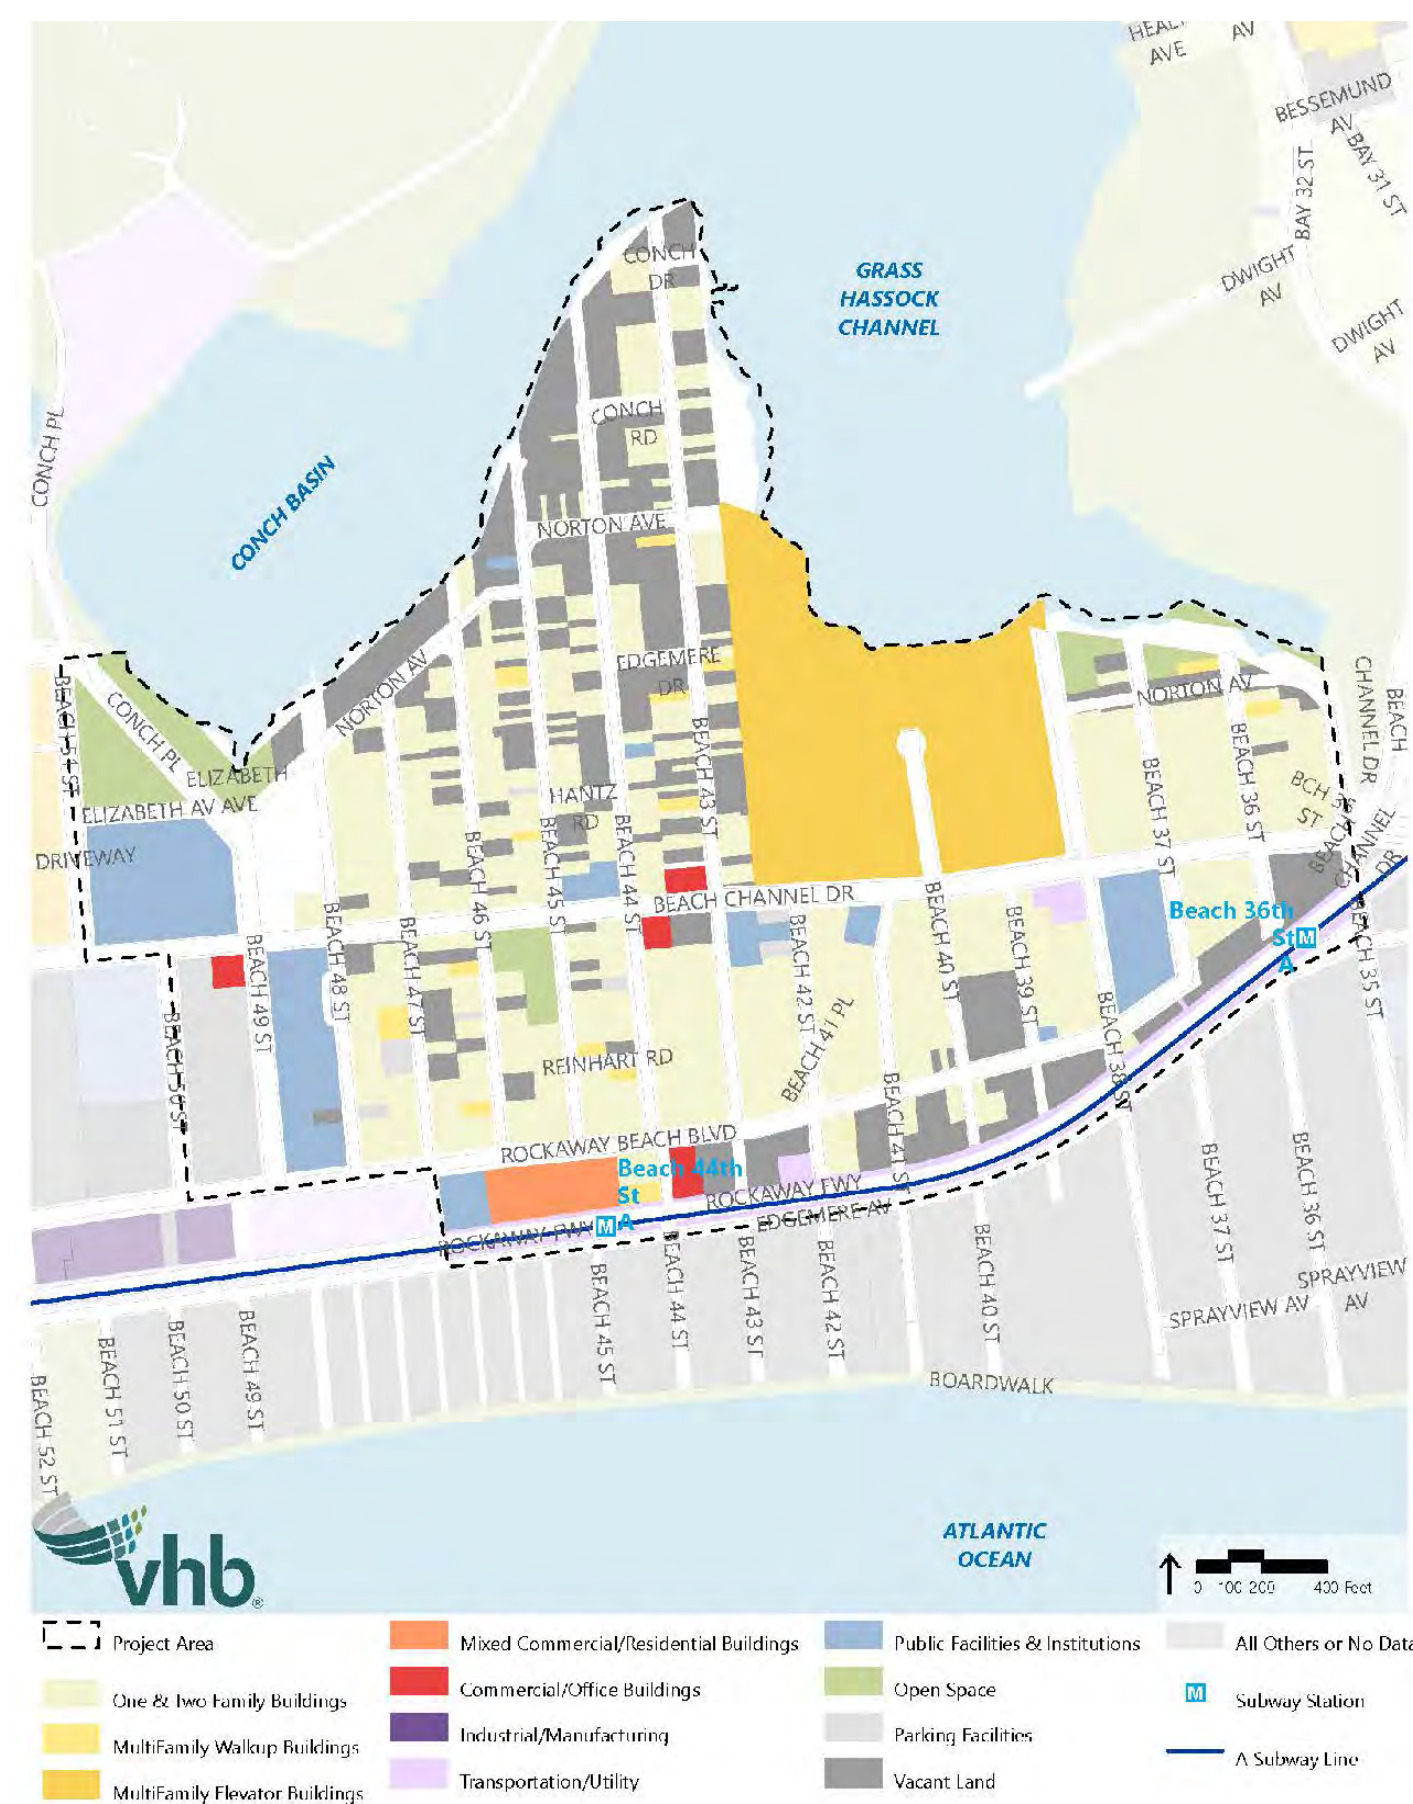 AV
AVE
BESSEMUND
AV
BAY 31 ST
BAY 32 ST
DWIGHT
AV
DWIGHT
AV
CONCH
DR
GRASS
HASSOCK
CHANNEL
CONCH PL
CONCH
RD
CONCH BASIN
NORTON AVE
EDGEMERE
DR
NORTON AV
NORTON AV
BEACH 51 ST
CONCH PL
ELIZABETH
AVE
ELIZABETH AV
DRIVEWAY
HANTZ
RD
BEACH 43 ST
BEACH 37 ST
BEACH 36 ST
CHANNEL DR
BEACH
CHANNEL
DR
BCH 35
ST
BEACH 49 ST
BEACH 48 ST
BEACH 47 ST
BEACH 46 ST
BEACH 45 ST
BEACH 44 ST
BEACH CHANNEL DR
BEACH 42 ST
BEACH 41 PL
BEACH 40 ST
BEACH 39 ST
BEACH 38 ST
Beach 36th
St M
A
BEACH 35 ST
BEACH 50 ST
REINHART RD
BEACH 41 ST
ROCKAWAY BEACH BLVD
Beach 44th
St
M A
ROCKAWAY FWY
ROCKAWAY FWY
EDGEMERE AV
BEACH 52 ST
BEACH 51 ST
BEACH 50 ST
BEACH 49 ST
BEACH 45 ST
BEACH 44 ST
BEACH 43 ST
BEACH 42 ST
BEACH 40 ST
BEACH 37 ST
BEACH 36 ST
SPRAYVIEW AV
SPRAYVIEW
AV
BOARDWALK
ATLANTIC
OCEAN
vhb®
0 100 200 400 Feet
Project Area
One & Two Family Buildings
MultiFamily Walkup Buildings
MultiFamily Elevator Buildings
Mixed Commercial/Residential Buildings
Commercial/Office Buildings
Industrial/Manufacturing
Transportation/Utility
Public Facilities & Institutions
Open Space
Parking Facilities
Vacant Land
All Others or No Data
M Subway Station
A Subway Line